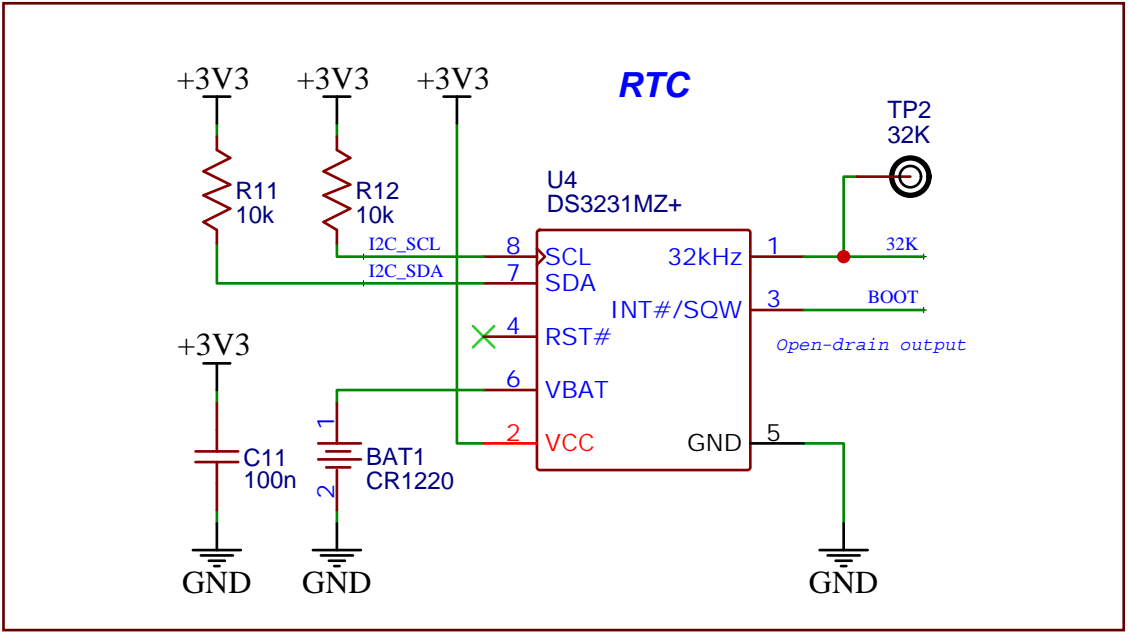 +3V3
+3V3
+3V3
RTC
TP2
32K
R11
10k
R12
10k
U4
DS3231MZ+
I2C_SCL
8
SCL
32kHz
1
32K
I2C_SDA
7
SDA
INT#/SQW
3
BOOT
4
RST#
Open-drain output
+3V3
6
VBAT
2
VCC
GND
5
C11
100n
1
2
BAT1
CR1220
GND
GND
GND